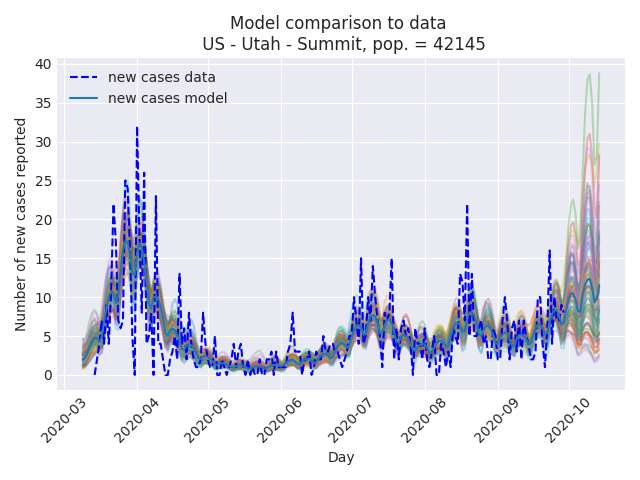 Model comparison to data
US - Utah - Summit, pop. = 42145
new cases data
new cases model
Number of new cases reported
40
35
30
25
20
15
10
5
0
2020-03
2020-04
2020-05
2020-06
2020-07
2020-08
2020-09
2020-10
Day